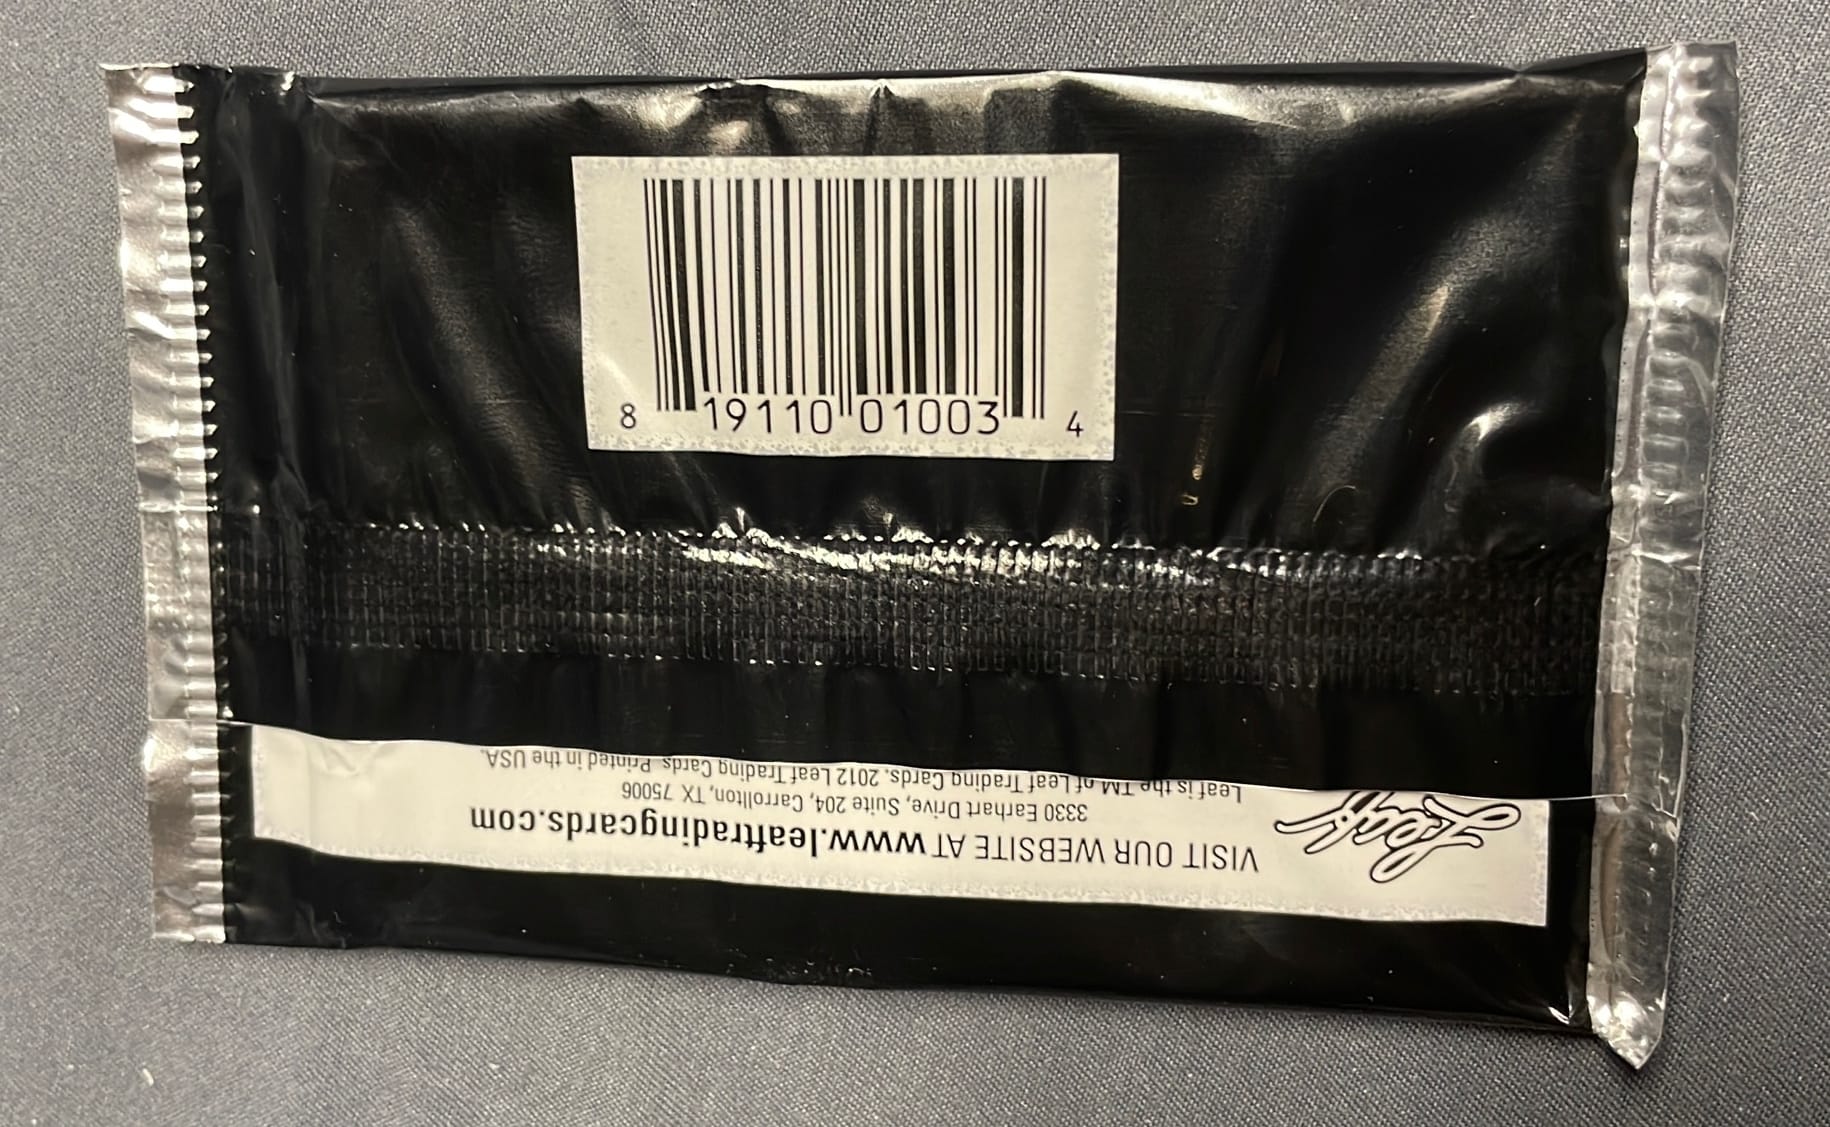 8 19110 01003 4
Leaf
VISIT OUR WEBSITE AT www.leaftradingcards.com
3330 Earhart Drive, Suite 204, Carrollton, TX 75006
Leaf is the TM of Leaf Trading Cards. 2012 Leaf Trading Cards. Printed in the USA.